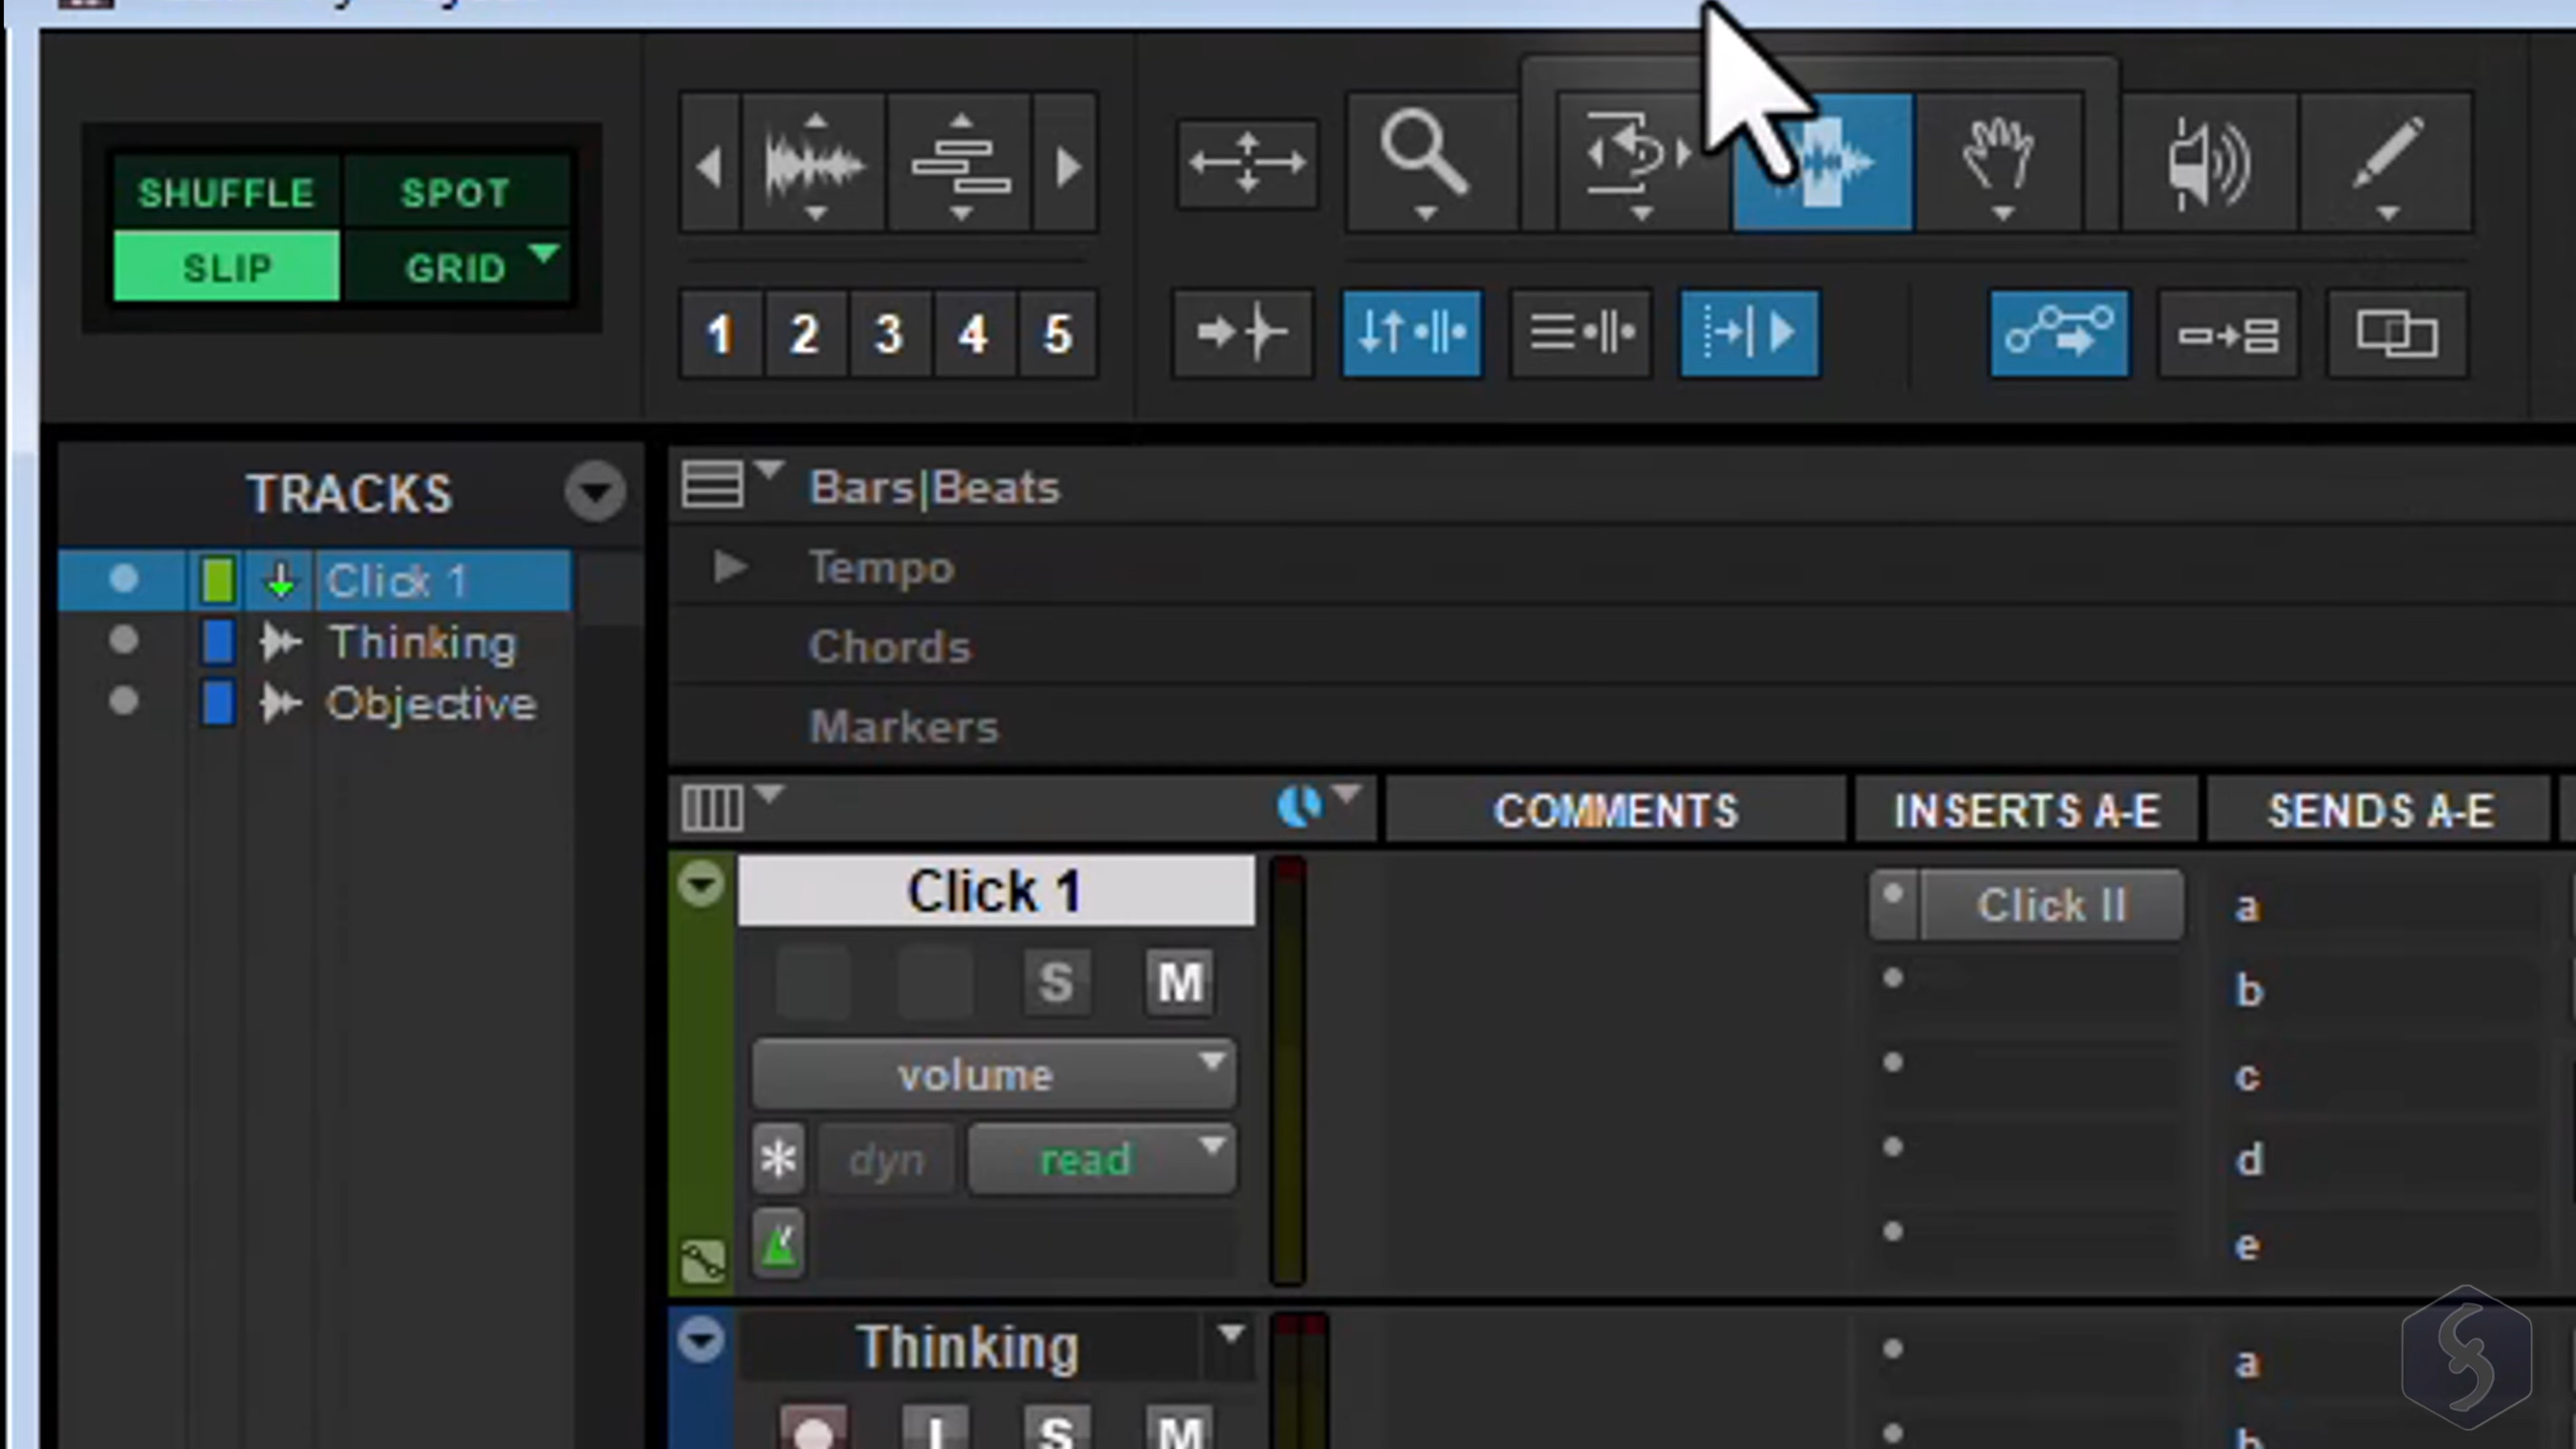 SHUFFLE SPOT
SLIP GRID
1 2 3 4 5
TRACKS
Click 1
Thinking
Objective
Bars|Beats
Tempo
Chords
Markers
COMMENTS INSERTS A-E SENDS A-E
Click 1
S M
volume
* dyn read
Click II
a
b
c
d
e
Thinking
I S M
a
b